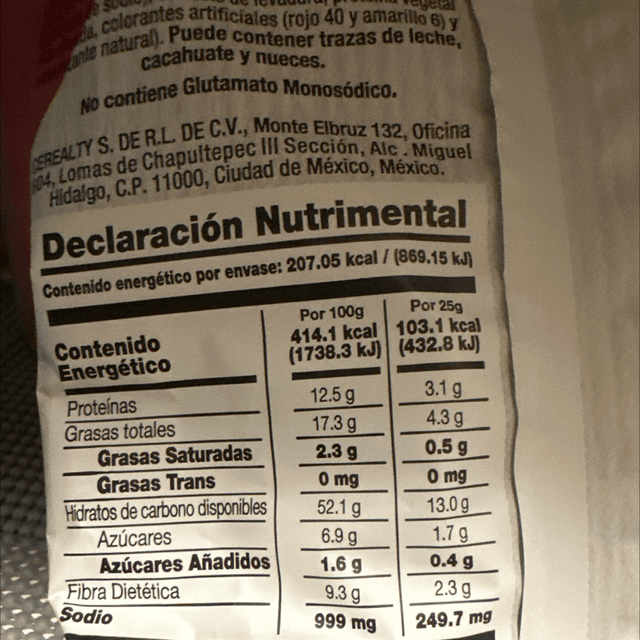 vegetal
colorantes artificiales (rojo 40 y amarillo 6) y
natural). Puede contener trazas de leche,
cacahuate y nueces.
No contiene Glutamato Monosódico.
CEREALTY S. DE R.L. DE C.V., Monte Elbruz 132, Oficina
Lomas de Chapultepec III Sección, Alc . Miguel
Hidalgo, C.P. 11000, Ciudad de México, México.
Declaración Nutrimental
Contenido energético por envase: 207.05 kcal / (869.15 kJ)
Por 100g Por 25g
Contenido Energético 414.1 kcal (1738.3 kJ) 103.1 kcal (432.8 kJ)
Proteínas 12.5 g 3.1 g
Grasas totales 17.3 g 4.3 g
Grasas Saturadas 2.3 g 0.5 g
Grasas Trans 0 mg 0 mg
Hidratos de carbono disponibles 52.1 g 13.0 g
Azúcares 6.9 g 1.7 g
Azúcares Añadidos 1.6 g 0.4 g
Fibra Dietética 9.3 g 2.3 g
Sodio 999 mg 249.7 mg